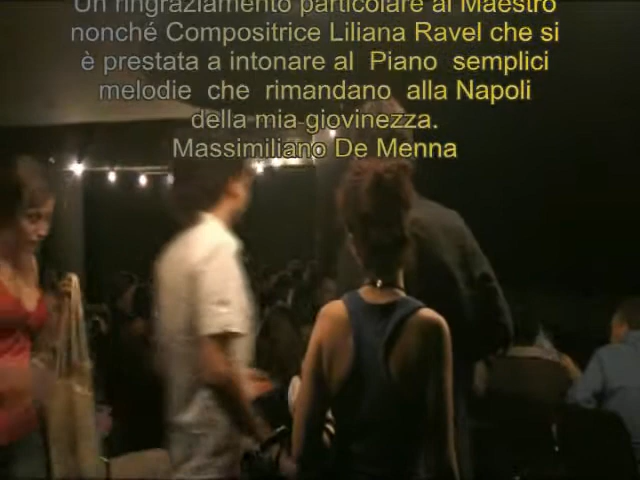 Un ringraziamento particolare al Maestro
nonché Compositrice Liliana Ravel che si
è prestata a intonare al Piano semplici
melodie che rimandano alla Napoli
della mia giovinezza.
Massimiliano De Menna